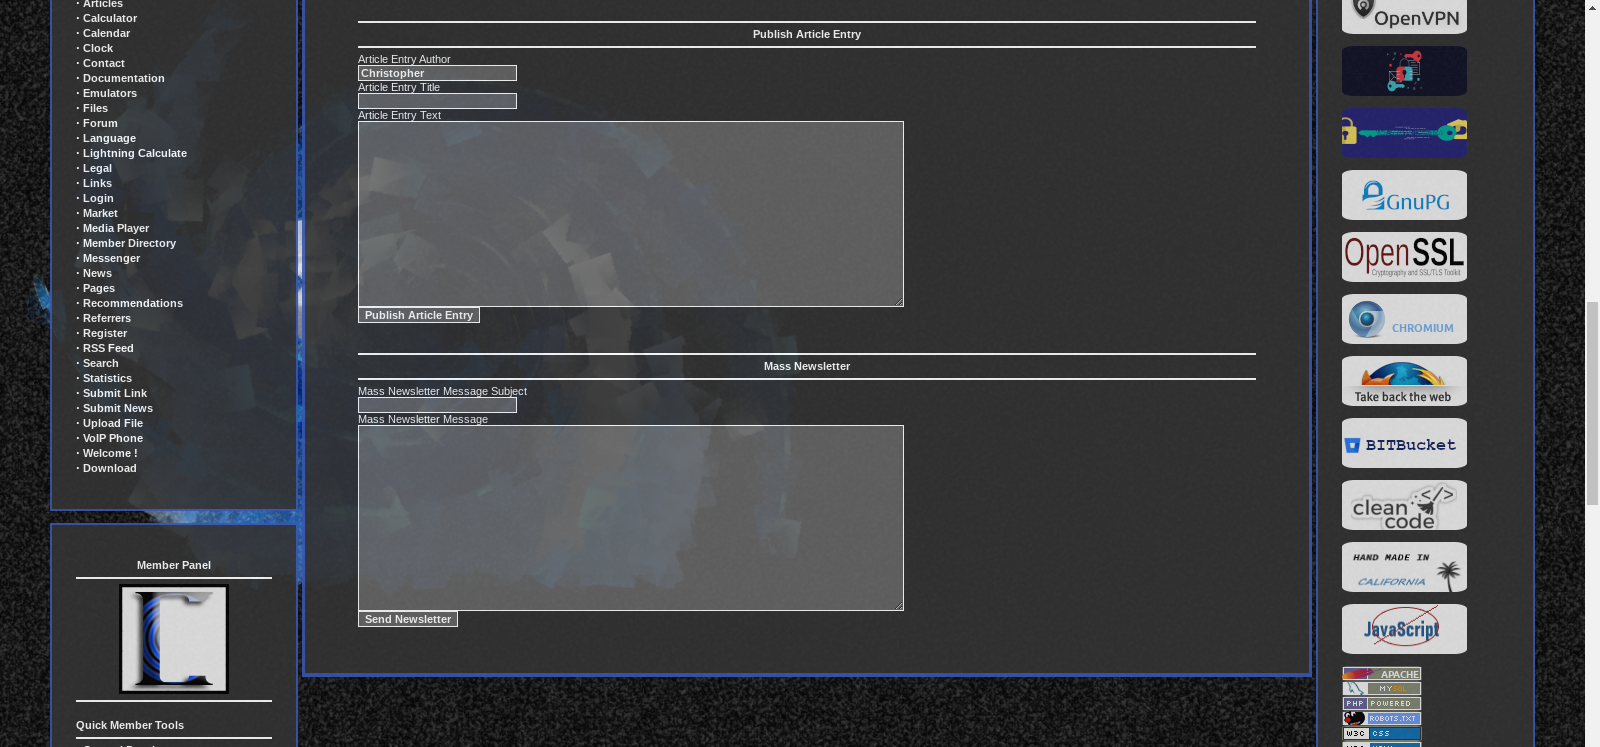 · Articles
· Calculator
· Calendar
· Clock
· Contact
· Documentation
· Emulators
· Files
· Forum
· Language
· Lightning Calculate
· Legal
· Links
· Login
· Market
· Media Player
· Member Directory
· Messenger
· News
· Pages
· Recommendations
· Referrers
· Register
· RSS Feed
· Search
· Statistics
· Submit Link
· Submit News
· Upload File
· VoIP Phone
· Welcome !
· Download
Member Panel
Quick Member Tools
Publish Article Entry
Article Entry Author
Christopher
Article Entry Title
Article Entry Text
Publish Article Entry
Mass Newsletter
Mass Newsletter Message Subject
Mass Newsletter Message
Send Newsletter
OpenVPN
GnuPG
OpenSSL
Cryptography and SSL/TLS Toolkit
CHROMIUM
Take back the web
BITBucket
</>
clean
code
HAND MADE IN
CALIFORNIA
JavaScript
APACHE
MYSQL
PHP POWERED
ROBOTS.TXT
W3C CSS